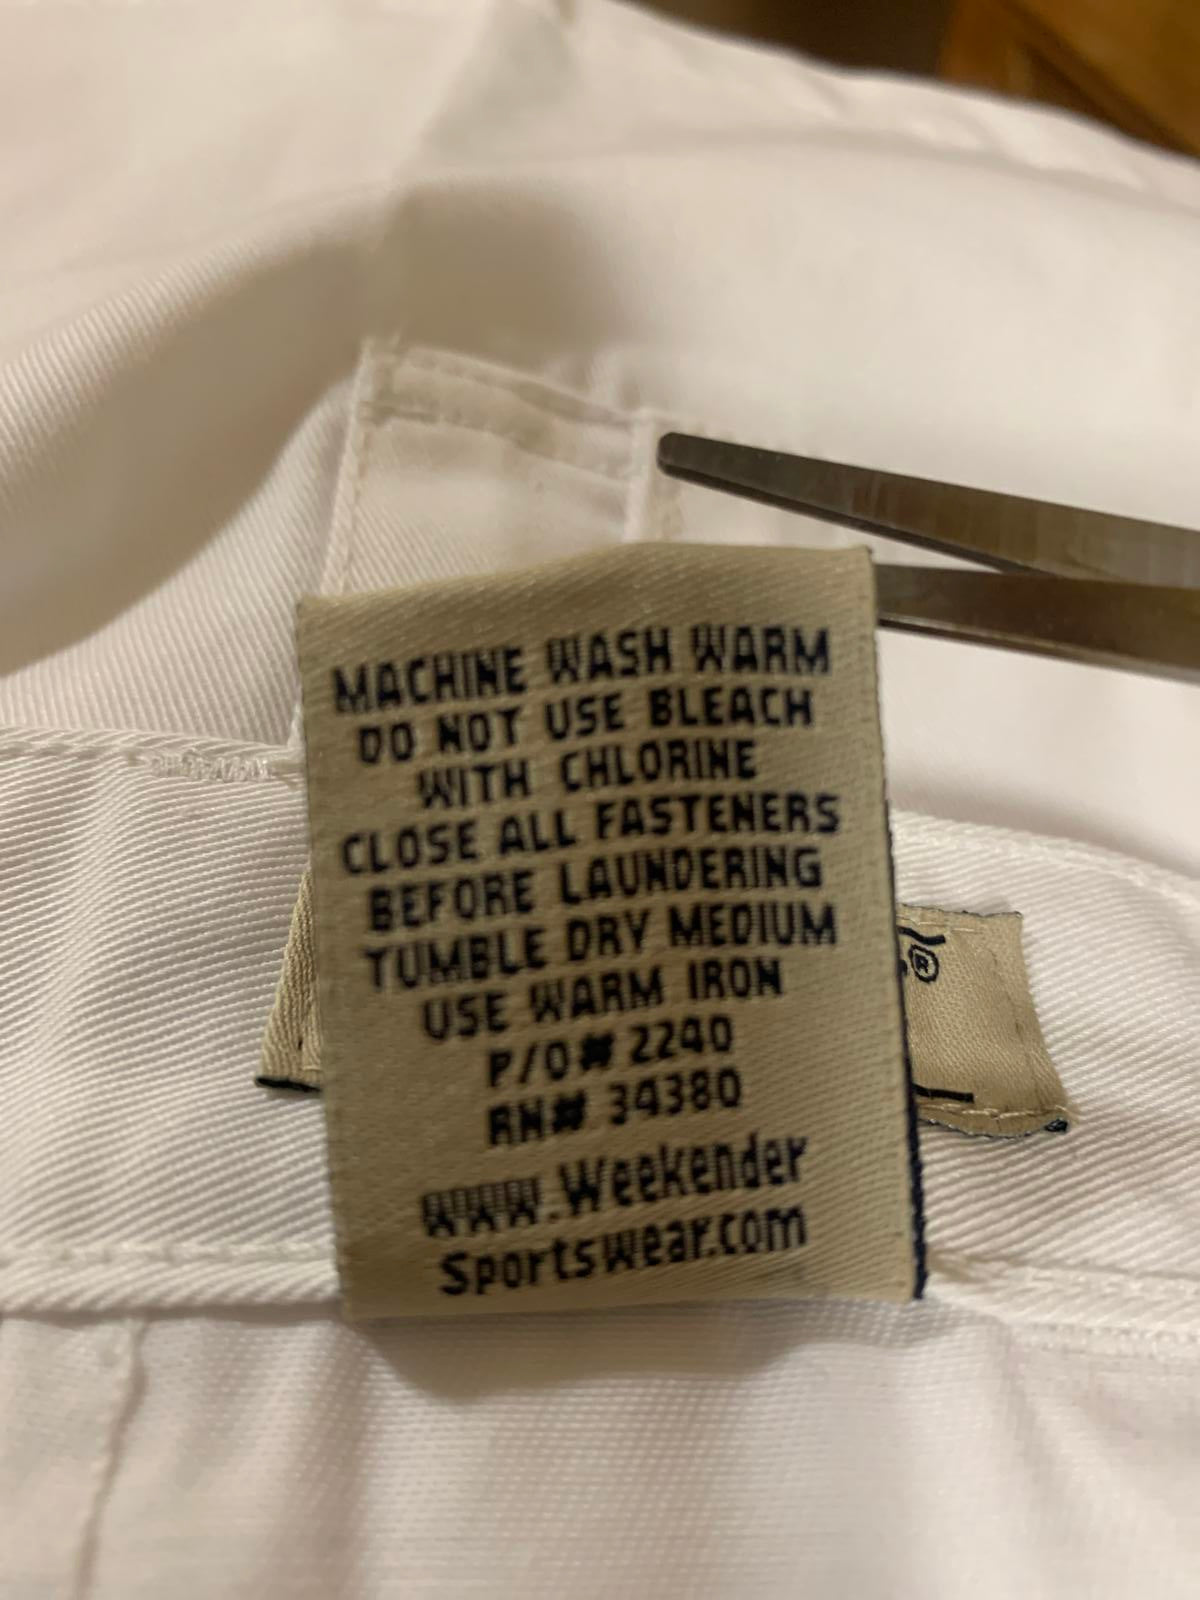 MACHINE WASH WARM
DO NOT USE BLEACH
WITH CHLORINE
CLOSE ALL FASTENERS
BEFORE LAUNDERING
TUMBLE DRY MEDIUM
USE WARM IRON
P/O# 2240
RN# 34380
www.Weekender
Sportswear.com
®